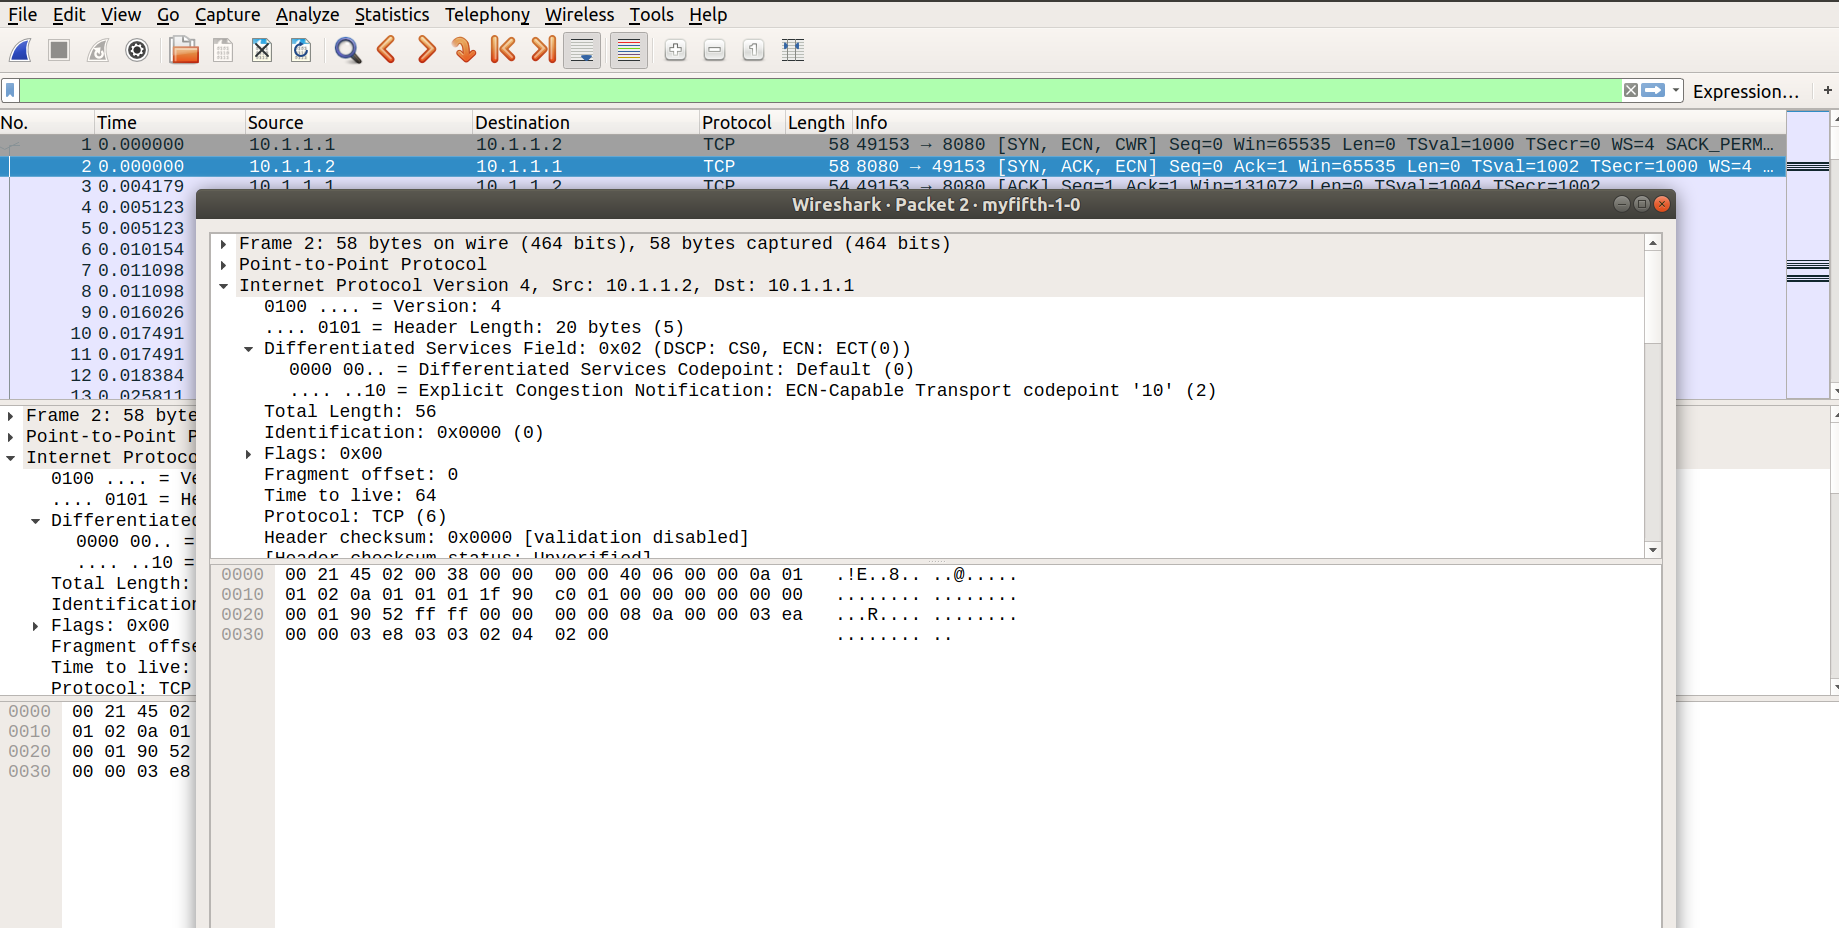 File Edit View Go Capture Analyze Statistics Telephony Wireless Tools Help
Expression… +
No. Time Source Destination Protocol Length Info
1 0.000000 10.1.1.1 10.1.1.2 TCP 58 49153 → 8080 [SYN, ECN, CWR] Seq=0 Win=65535 Len=0 TSval=1000 TSecr=0 WS=4 SACK_PERM…
2 0.000000 10.1.1.2 10.1.1.1 TCP 58 8080 → 49153 [SYN, ACK, ECN] Seq=0 Ack=1 Win=65535 Len=0 TSval=1002 TSecr=1000 WS=4 …
3 0.004179 10.1.1.1 10.1.1.2 TCP 54 49153 → 8080 [ACK] Seq=1 Ack=1 Win=131072 Len=0 TSval=1004 TSecr=1002
4 0.005123
5 0.005123
6 0.010154
7 0.011098
8 0.011098
9 0.016026
10 0.017491
11 0.017491
12 0.018384
13 0.025811
Frame 2: 58 byte
Point-to-Point P
Internet Protoco
0100 .... = Ve
.... 0101 = He
Differentiated
0000 00.. =
.... ..10 =
Total Length:
Identification
Flags: 0x00
Fragment offse
Time to live:
Protocol: TCP
0000 00 21 45 02
0010 01 02 0a 01
0020 00 01 90 52
0030 00 00 03 e8
Wireshark · Packet 2 · myfifth-1-0
Frame 2: 58 bytes on wire (464 bits), 58 bytes captured (464 bits)
Point-to-Point Protocol
Internet Protocol Version 4, Src: 10.1.1.2, Dst: 10.1.1.1
0100 .... = Version: 4
.... 0101 = Header Length: 20 bytes (5)
Differentiated Services Field: 0x02 (DSCP: CS0, ECN: ECT(0))
0000 00.. = Differentiated Services Codepoint: Default (0)
.... ..10 = Explicit Congestion Notification: ECN-Capable Transport codepoint '10' (2)
Total Length: 56
Identification: 0x0000 (0)
Flags: 0x00
Fragment offset: 0
Time to live: 64
Protocol: TCP (6)
Header checksum: 0x0000 [validation disabled]
[Header checksum status: Unverified]
0000 00 21 45 02 00 38 00 00 00 00 40 06 00 00 0a 01 .!E..8.. ..@.....
0010 01 02 0a 01 01 01 1f 90 c0 01 00 00 00 00 00 00 ........ ........
0020 00 01 90 52 ff ff 00 00 00 00 08 0a 00 00 03 ea ...R.... ........
0030 00 00 03 e8 03 03 02 04 02 00 ........ ..